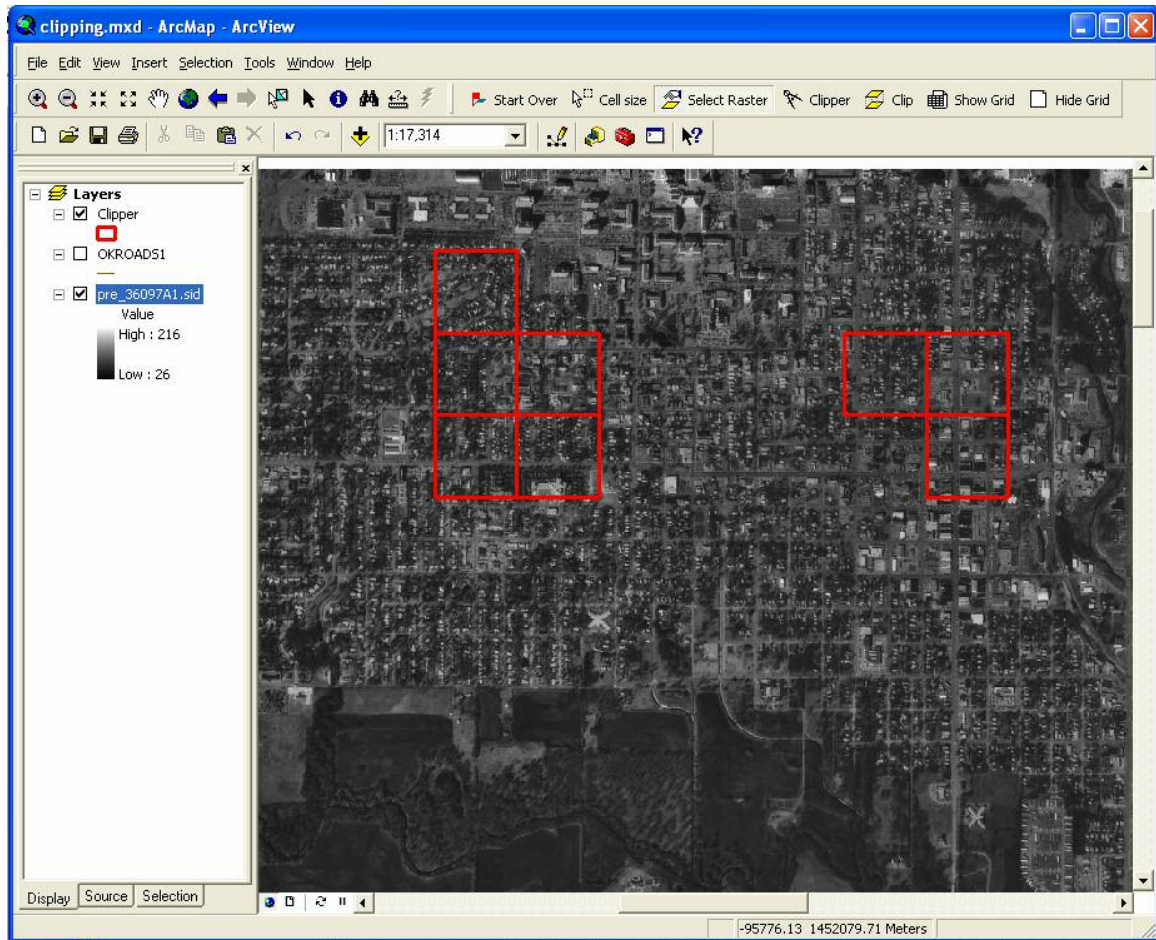 clipping.mxd - ArcMap - ArcView
File Edit View Insert Selection Tools Window Help
Start Over Cell size Select Raster Clipper Clip Show Grid Hide Grid
1:17,314
Layers
Clipper
OKROADS1
pre_36097A1.sid
Value
High : 216
Low : 26
Display Source Selection
-95776.13 1452079.71 Meters